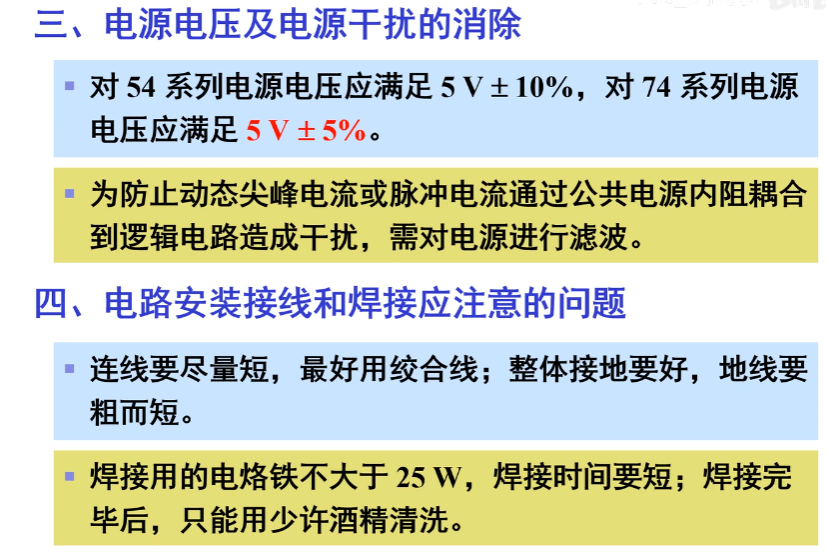 三、电源电压及电源干扰的消除
▪ 对 54 系列电源电压应满足 5 V ± 10%，对 74 系列电源
电压应满足 5 V ± 5%。
▪ 为防止动态尖峰电流或脉冲电流通过公共电源内阻耦合
到逻辑电路造成干扰，需对电源进行滤波。
四、电路安装接线和焊接应注意的问题
▪ 连线要尽量短，最好用绞合线；整体接地要好，地线要
粗而短。
▪ 焊接用的电烙铁不大于 25 W，焊接时间要短；焊接完
毕后，只能用少许酒精清洗。